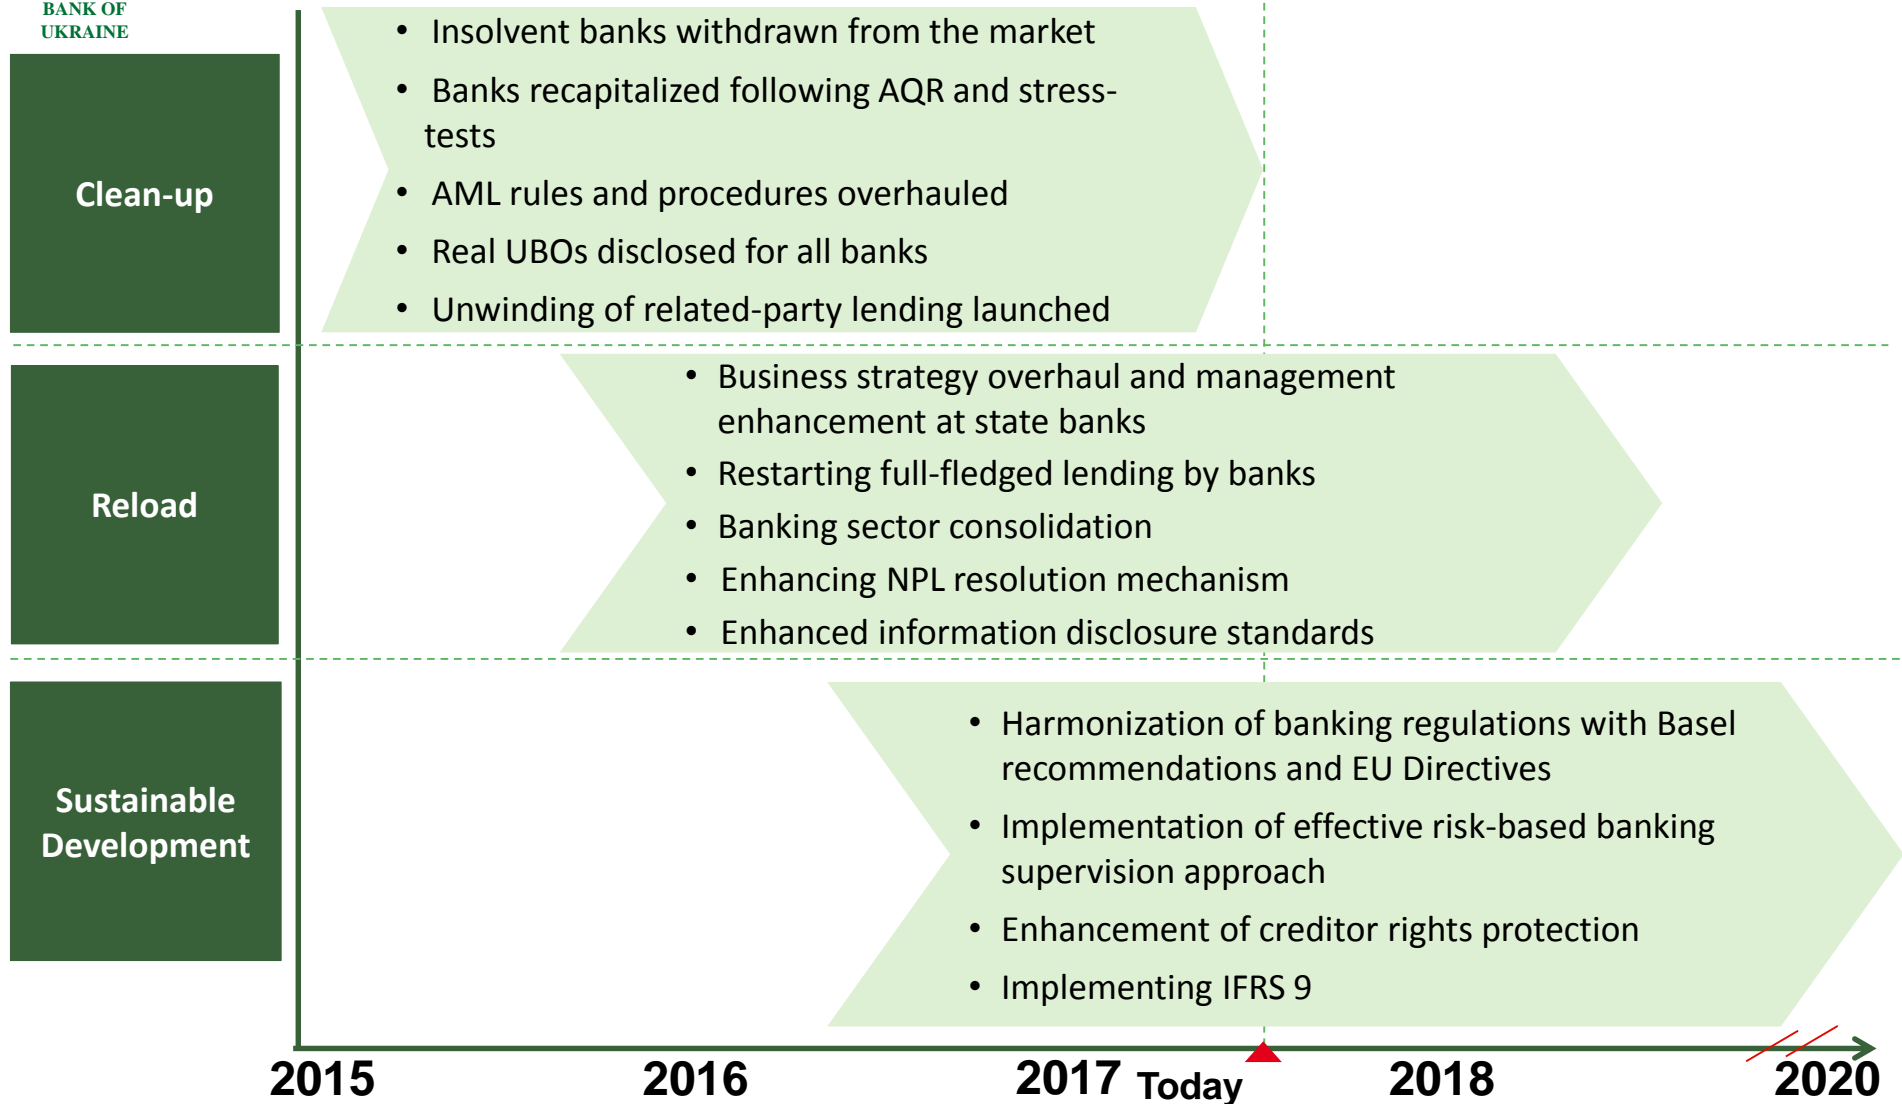 BANK OF
UKRAINE
Clean-up
• Insolvent banks withdrawn from the market
• Banks recapitalized following AQR and stress-
tests
• AML rules and procedures overhauled
• Real UBOs disclosed for all banks
• Unwinding of related-party lending launched
Reload
• Business strategy overhaul and management
enhancement at state banks
• Restarting full-fledged lending by banks
• Banking sector consolidation
• Enhancing NPL resolution mechanism
• Enhanced information disclosure standards
Sustainable
Development
• Harmonization of banking regulations with Basel
recommendations and EU Directives
• Implementation of effective risk-based banking
supervision approach
• Enhancement of creditor rights protection
• Implementing IFRS 9
2015 2016 2017 Today 2018 2020